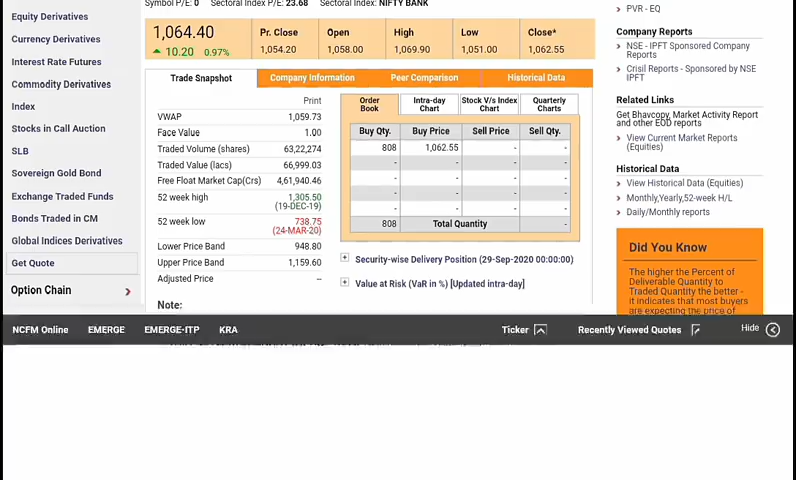 Symbol P/E: 0 Sectoral Index P/E: 23.68 Sectoral Index: NIFTY BANK
Equity Derivatives
Currency Derivatives
Interest Rate Futures
Commodity Derivatives
Index
Stocks in Call Auction
SLB
Sovereign Gold Bond
Exchange Traded Funds
Bonds Traded in CM
Global Indices Derivatives
Get Quote
Option Chain
1,064.40
10.20 0.97%
Pr. Close Open High Low Close*
1,054.20 1,058.00 1,069.90 1,051.00 1,062.55
Trade Snapshot Company Information Peer Comparison Historical Data
Print
VWAP 1,059.73
Face Value 1.00
Traded Volume (shares) 63,22,274
Traded Value (lacs) 66,999.03
Free Float Market Cap(Crs) 4,61,940.46
52 week high 1,305.50
(19-DEC-19)
52 week low 738.75
(24-MAR-20)
Lower Price Band 948.80
Upper Price Band 1,159.60
Adjusted Price --
Note:
Order Book Intra-day Chart Stock V/s Index Chart Quarterly Charts
Buy Qty. Buy Price Sell Price Sell Qty.
808 1,062.55 - -
- - - -
- - - -
- - - -
- - - -
808 Total Quantity -
Security-wise Delivery Position (29-Sep-2020 00:00:00)
Value at Risk (VaR in %) [Updated intra-day]
PVR - EQ
Company Reports
NSE - IPFT Sponsored Company
Reports
Crisil Reports - Sponsored by NSE
IPFT
Related Links
Get Bhavcopy, Market Activity Report
and other EOD reports
View Current Market Reports
(Equities)
Historical Data
View Historical Data (Equities)
Monthly,Yearly,52-week H/L
Daily/Monthly reports
Did You Know
The higher the Percent of
Deliverable Quantity to
Traded Quantity the better -
it indicates that most buyers
are expecting the price of
NCFM Online EMERGE EMERGE-ITP KRA Ticker Recently Viewed Quotes Hide